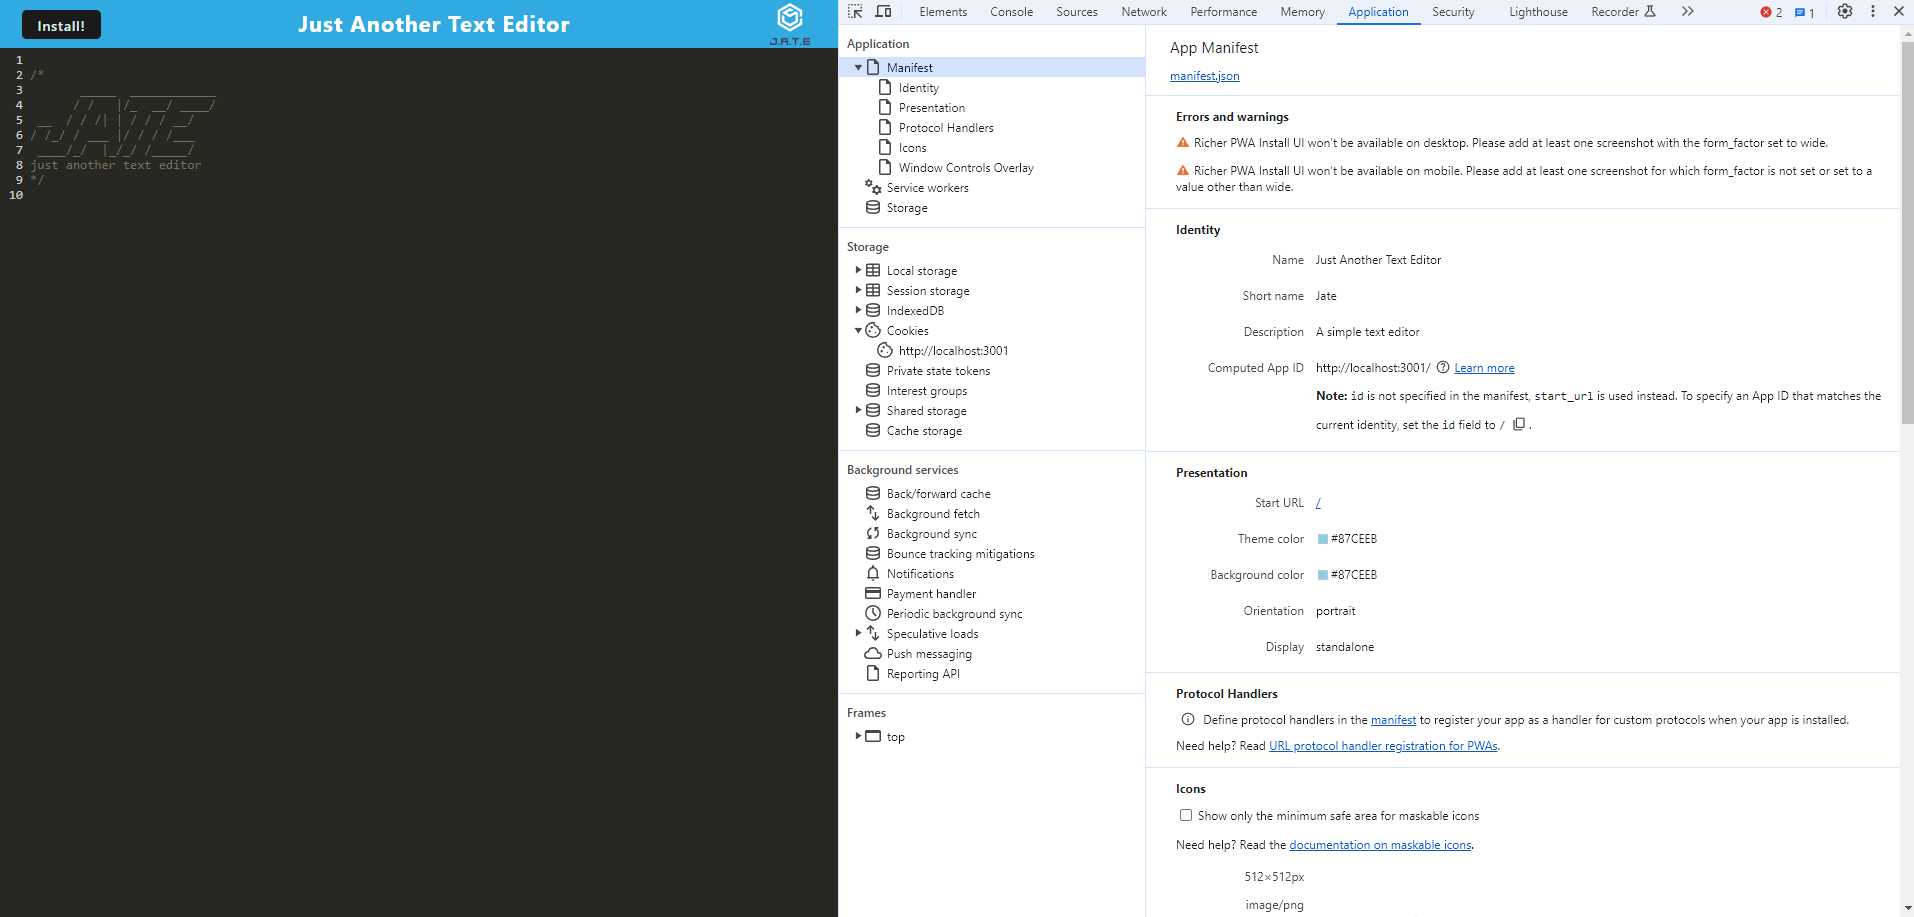 Install!
Just Another Text Editor
J.A.T.E
1
2 /*
3        _____  ____________
4       / /   |/_  __/ ____/
5  __  / / /| | / / / __/
6 / /_/ / ___ |/ / / /___
7  ____/_/  |_/_/ /_____/
8 just another text editor
9 */
10
Elements
Console
Sources
Network
Performance
Memory
Application
Security
Lighthouse
Recorder
2
1
Application
Manifest
Identity
Presentation
Protocol Handlers
Icons
Window Controls Overlay
Service workers
Storage
Storage
Local storage
Session storage
IndexedDB
Cookies
http://localhost:3001
Private state tokens
Interest groups
Shared storage
Cache storage
Background services
Back/forward cache
Background fetch
Background sync
Bounce tracking mitigations
Notifications
Payment handler
Periodic background sync
Speculative loads
Push messaging
Reporting API
Frames
top
App Manifest
manifest.json
Errors and warnings
Richer PWA Install UI won't be available on desktop. Please add at least one screenshot with the form_factor set to wide.
Richer PWA Install UI won't be available on mobile. Please add at least one screenshot for which form_factor is not set or set to a
value other than wide.
Identity
Name Just Another Text Editor
Short name Jate
Description A simple text editor
Computed App ID http://localhost:3001/ Learn more
Note: id is not specified in the manifest, start_url is used instead. To specify an App ID that matches the
current identity, set the id field to / .
Presentation
Start URL /
Theme color #87CEEB
Background color #87CEEB
Orientation portrait
Display standalone
Protocol Handlers
Define protocol handlers in the manifest to register your app as a handler for custom protocols when your app is installed.
Need help? Read URL protocol handler registration for PWAs.
Icons
Show only the minimum safe area for maskable icons
Need help? Read the documentation on maskable icons.
512×512px
image/png